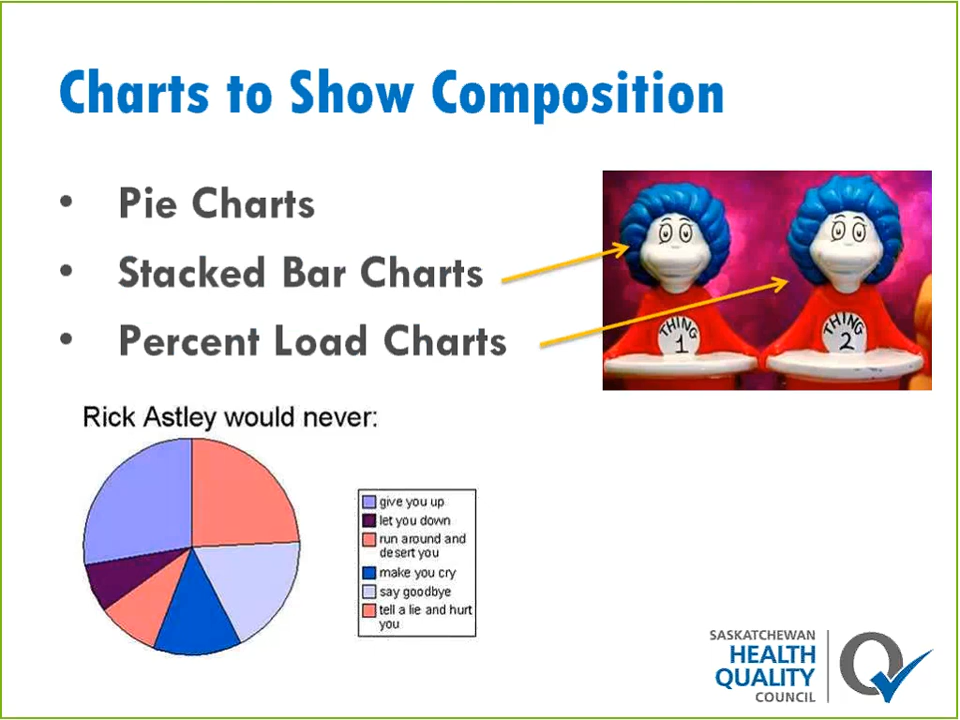 Charts to Show Composition
• Pie Charts
• Stacked Bar Charts
• Percent Load Charts
THING
1
THING
2
Rick Astley would never:
give you up
let you down
run around and
desert you
make you cry
say goodbye
tell a lie and hurt
you
SASKATCHEWAN
HEALTH
QUALITY
COUNCIL